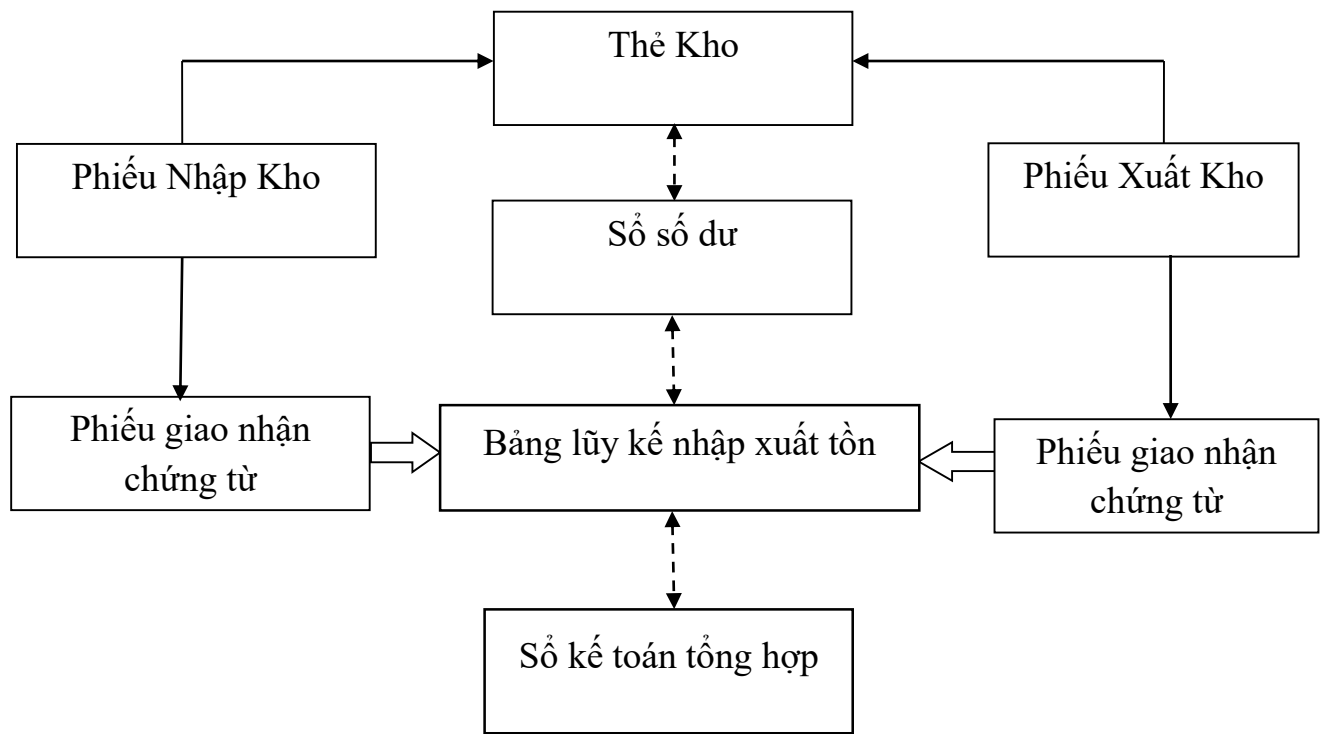 Thẻ Kho
Phiếu Nhập Kho
Phiếu Xuất Kho
Sổ số dư
Phiếu giao nhận
chứng từ
Bảng lũy kế nhập xuất tồn
Phiếu giao nhận
chứng từ
Sổ kế toán tổng hợp